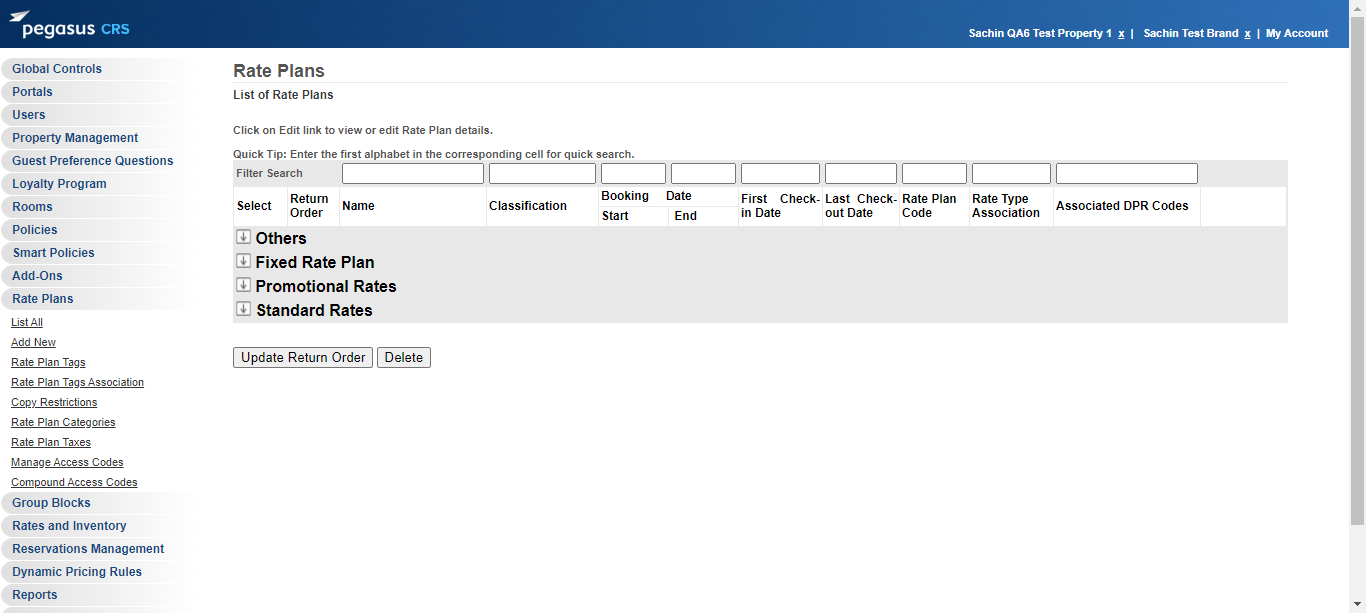 pegasus CRS
Sachin QA6 Test Property 1 x | Sachin Test Brand x | My Account
Global Controls
Portals
Users
Property Management
Guest Preference Questions
Loyalty Program
Rooms
Policies
Smart Policies
Add-Ons
Rate Plans
List All
Add New
Rate Plan Tags
Rate Plan Tags Association
Copy Restrictions
Rate Plan Categories
Rate Plan Taxes
Manage Access Codes
Compound Access Codes
Group Blocks
Rates and Inventory
Reservations Management
Dynamic Pricing Rules
Reports
Rate Plans
List of Rate Plans
Click on Edit link to view or edit Rate Plan details.
Quick Tip: Enter the first alphabet in the corresponding cell for quick search.
Filter Search
Select
Return
Order
Name
Classification
Booking Date
Start End
First Check-
in Date
Last Check-
out Date
Rate Plan
Code
Rate Type
Association
Associated DPR Codes
Others
Fixed Rate Plan
Promotional Rates
Standard Rates
Update Return Order Delete